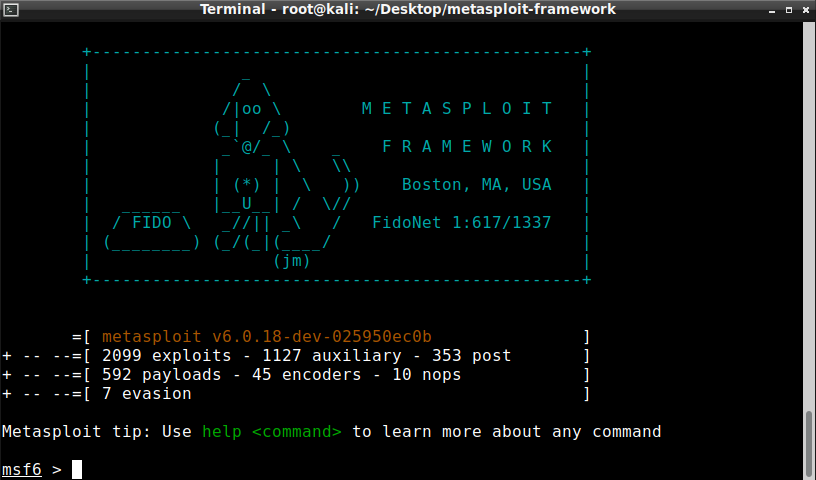 Terminal - root@kali: ~/Desktop/metasploit-framework
METASPLOIT
FRAMEWORK
Boston, MA, USA
FIDO
FidoNet 1:617/1337
(jm)
=[ metasploit v6.0.18-dev-025950ec0b ]
+ -- --=[ 2099 exploits - 1127 auxiliary - 353 post ]
+ -- --=[ 592 payloads - 45 encoders - 10 nops ]
+ -- --=[ 7 evasion ]
Metasploit tip: Use help <command> to learn more about any command
msf6 >